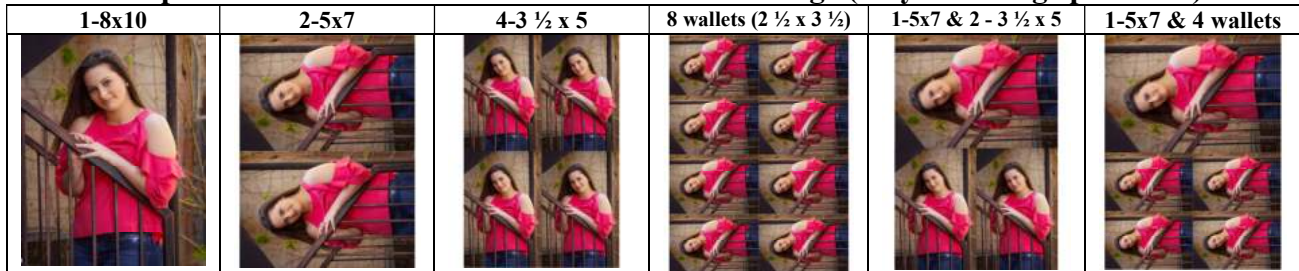 1-8x10
2-5x7
4-3 ½ x 5
8 wallets (2 ½ x 3 ½)
1-5x7 & 2 - 3 ½ x 5
1-5x7 & 4 wallets